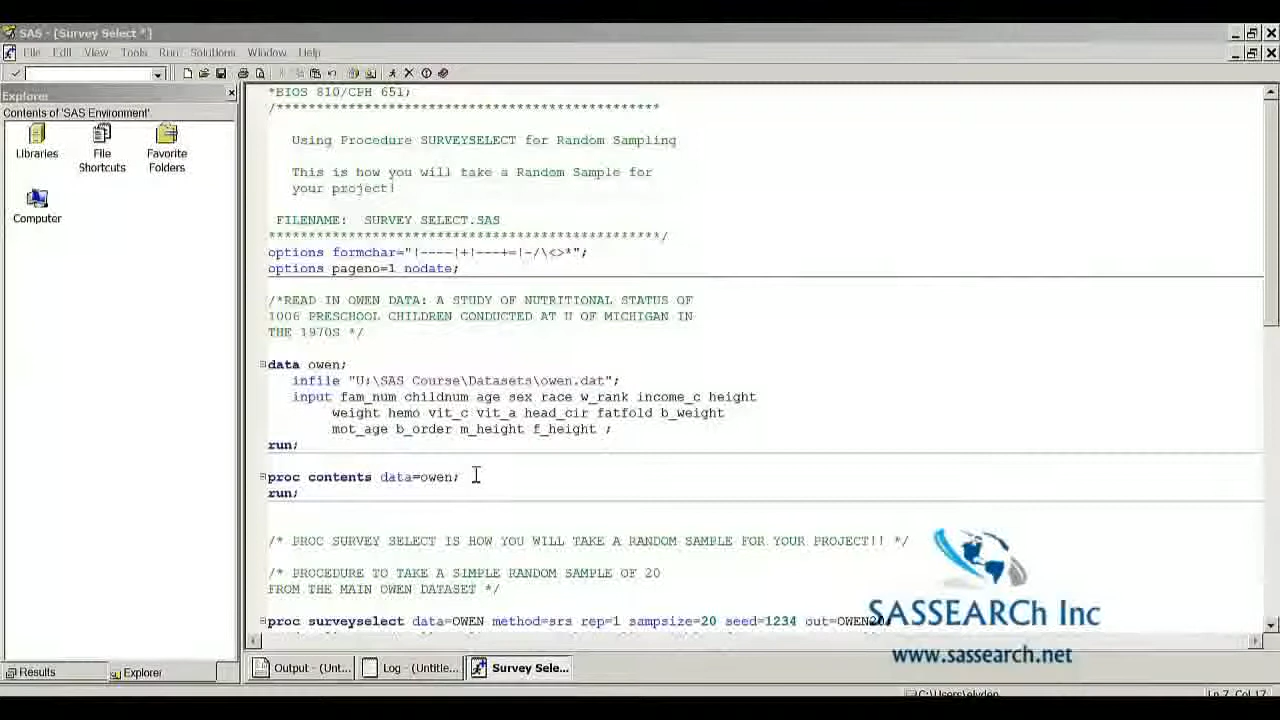 SAS - [Survey Select *]
File Edit View Tools Run Solutions Window Help
Explorer
Contents of 'SAS Environment'.
Libraries
File Shortcuts
Favorite Folders
Computer
*BIOS 810/CPH 651;
/************************************************
Using Procedure SURVEYSELECT for Random Sampling
This is how you will take a Random Sample for
your project!
FILENAME: SURVEY SELECT.SAS
*************************************************/
options formchar="|----|+|---+=|-/\<>*";
options pageno=1 nodate;
/*READ IN OWEN DATA: A STUDY OF NUTRITIONAL STATUS OF
1006 PRESCHOOL CHILDREN CONDUCTED AT U OF MICHIGAN IN
THE 1970S */
data owen;
infile "U:\SAS Course\Datasets\owen.dat";
input fam_num childnum age sex race w_rank income_c height
weight hemo vit_c vit_a head_cir fatfold b_weight
mot_age b_order m_height f_height ;
run;
proc contents data=owen;
run;
/* PROC SURVEY SELECT IS HOW YOU WILL TAKE A RANDOM SAMPLE FOR YOUR PROJECT!! */
/* PROCEDURE TO TAKE A SIMPLE RANDOM SAMPLE OF 20
FROM THE MAIN OWEN DATASET */
proc surveyselect data=OWEN method=srs rep=1 sampsize=20 seed=1234 out=OWEN20;
SASSEARCh Inc
www.sassearch.net
Results
Explorer
Output - (Unt...
Log - (Untitle...
Survey Sele...
C:\Users\elyden
Ln 7, Col 17